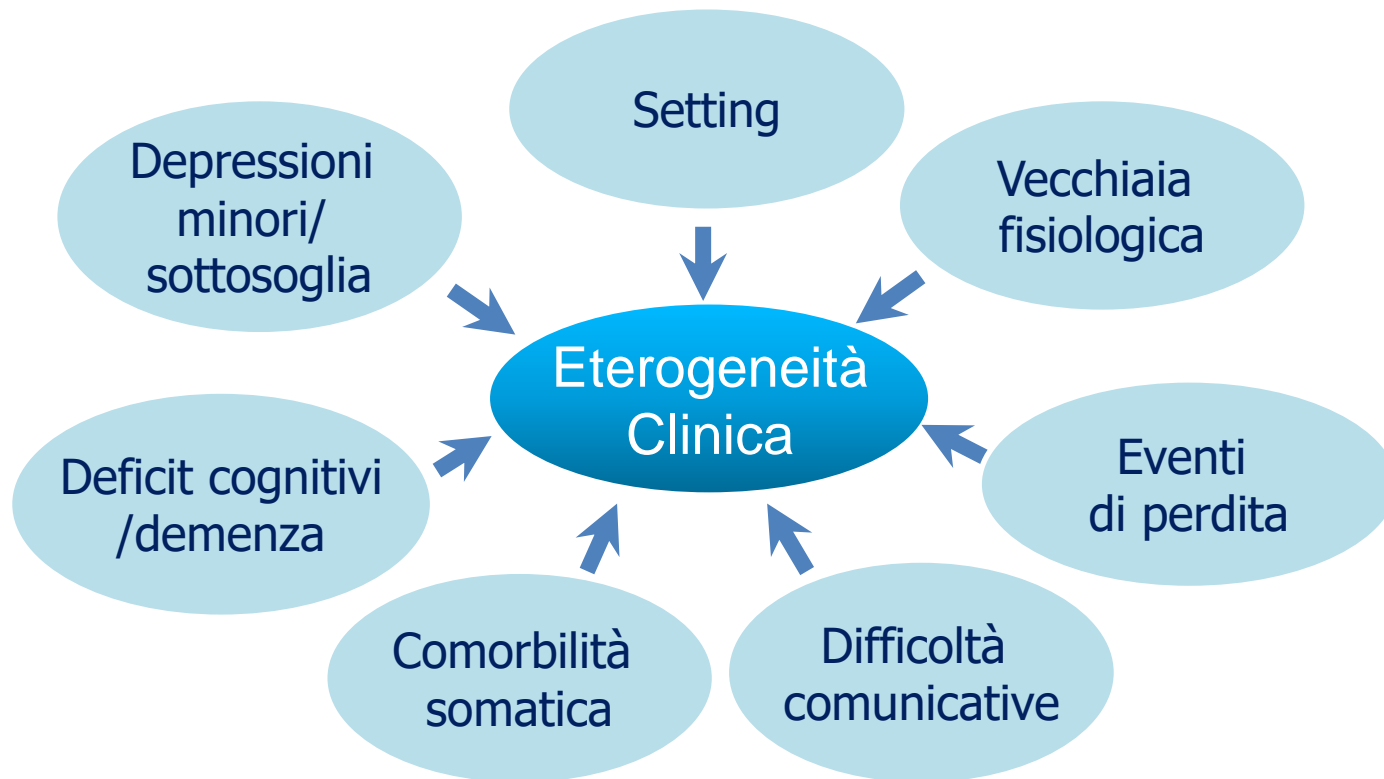 Setting
Depressioni
minori/
sottosoglia
Vecchiaia
fisiologica
Eterogeneità
Clinica
Deficit cognitivi
/demenza
Eventi
di perdita
Comorbilità
somatica
Difficoltà
comunicative